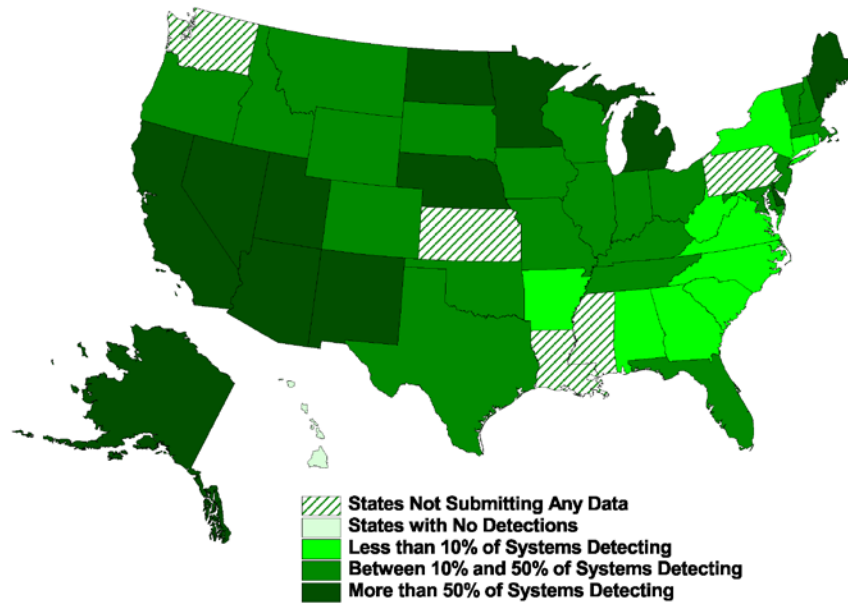 States Not Submitting Any Data
States with No Detections
Less than 10% of Systems Detecting
Between 10% and 50% of Systems Detecting
More than 50% of Systems Detecting